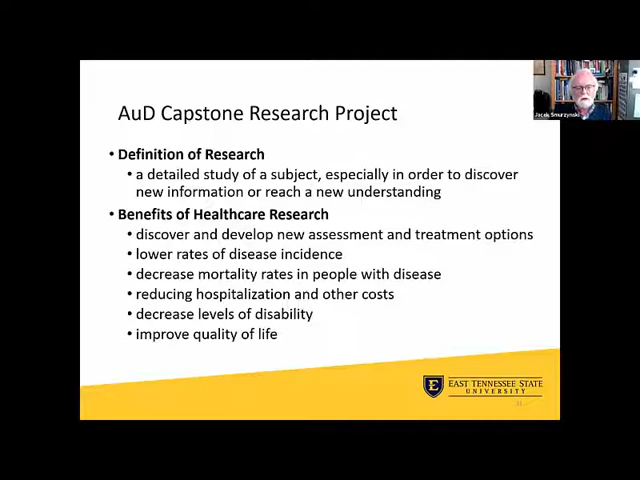 AuD Capstone Research Project
• Definition of Research
• a detailed study of a subject, especially in order to discover
new information or reach a new understanding
• Benefits of Healthcare Research
• discover and develop new assessment and treatment options
• lower rates of disease incidence
• decrease mortality rates in people with disease
• reducing hospitalization and other costs
• decrease levels of disability
• improve quality of life
Jacek Smurzynski
E
EAST TENNESSEE STATE
UNIVERSITY